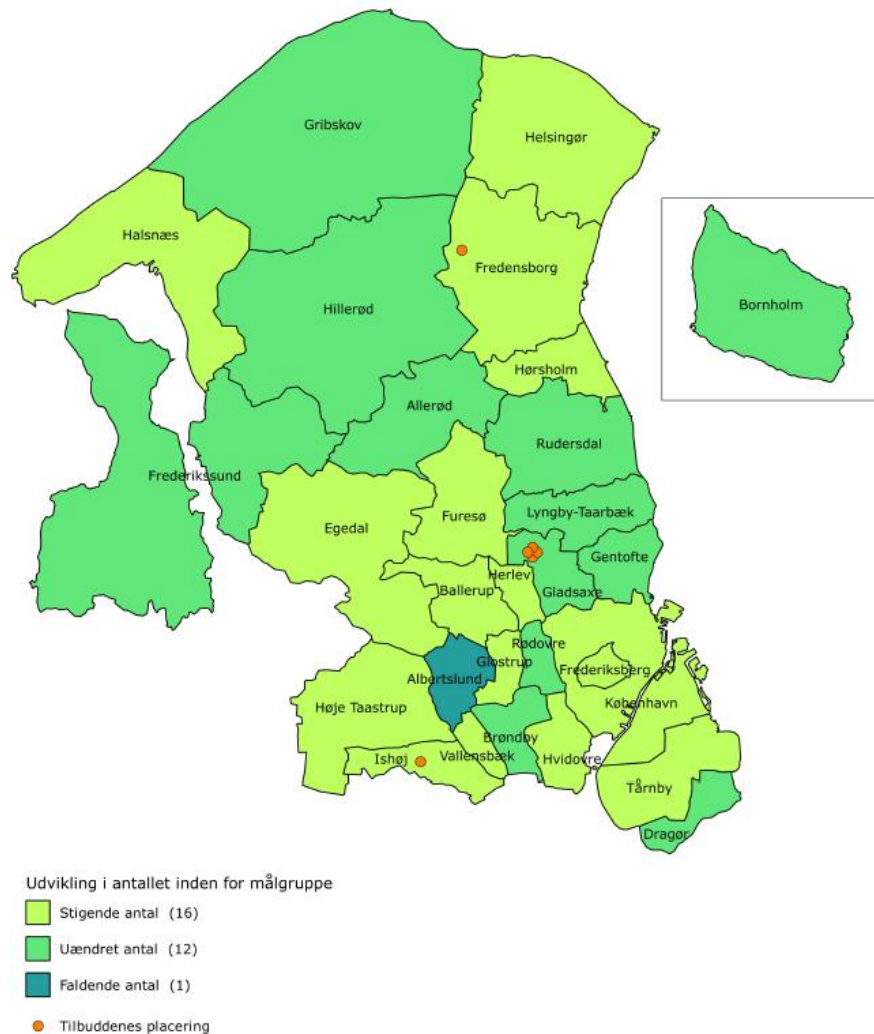 Gribskov
Helsingør
Halsnæs
Fredensborg
Bornholm
Hillerød
Hørsholm
Allerød
Rudersdal
Frederikssund
Lyngby-Taarbæk
Egedal
Furesø
Gentofte
Herlev
Ballerup
Gladsaxe
Rødovre
Glostrup
Frederiksberg
Albertslund
Høje Taastrup
København
Brøndby
Vallensbæk
Hvidovre
Ishøj
Tårnby
Dragør
Udvikling i antallet inden for målgruppe
Stigende antal (16)
Uændret antal (12)
Faldende antal (1)
Tilbuddenes placering